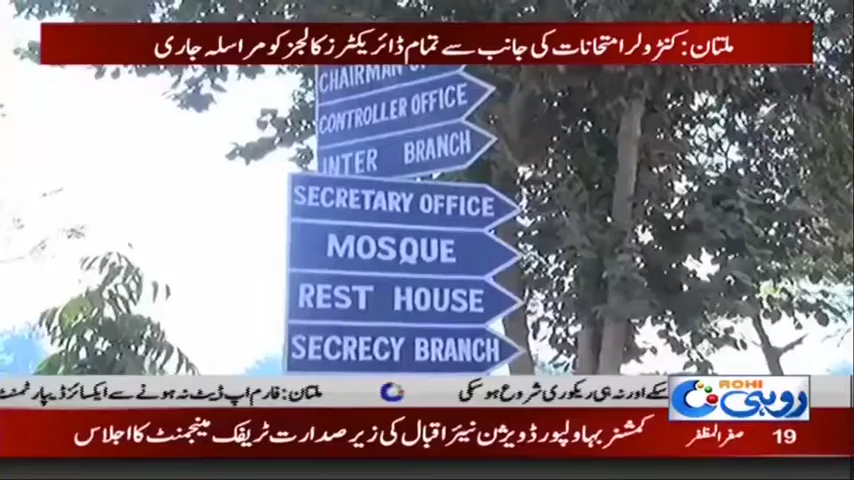 ملتان: کنٹرولر امتحانات کی جانب سے تمام ڈائریکٹرز کالجز کو مراسلہ جاری
CHAIRMAN
CONTROLLER OFFICE
INTER BRANCH
SECRETARY OFFICE
MOSQUE
REST HOUSE
SECRECY BRANCH
سکے اور نہ ہی ریکوری شروع ہو سکی
ملتان: فارم اپ ڈیٹ نہ ہونے سے ایکسائز ڈیپارٹمنٹ
ROHI
روہی
کمشنر بہاولپور ڈویژن نیئر اقبال کی زیر صدارت ٹریفک مینجمنٹ کا اجلاس
صفر المظفر 19